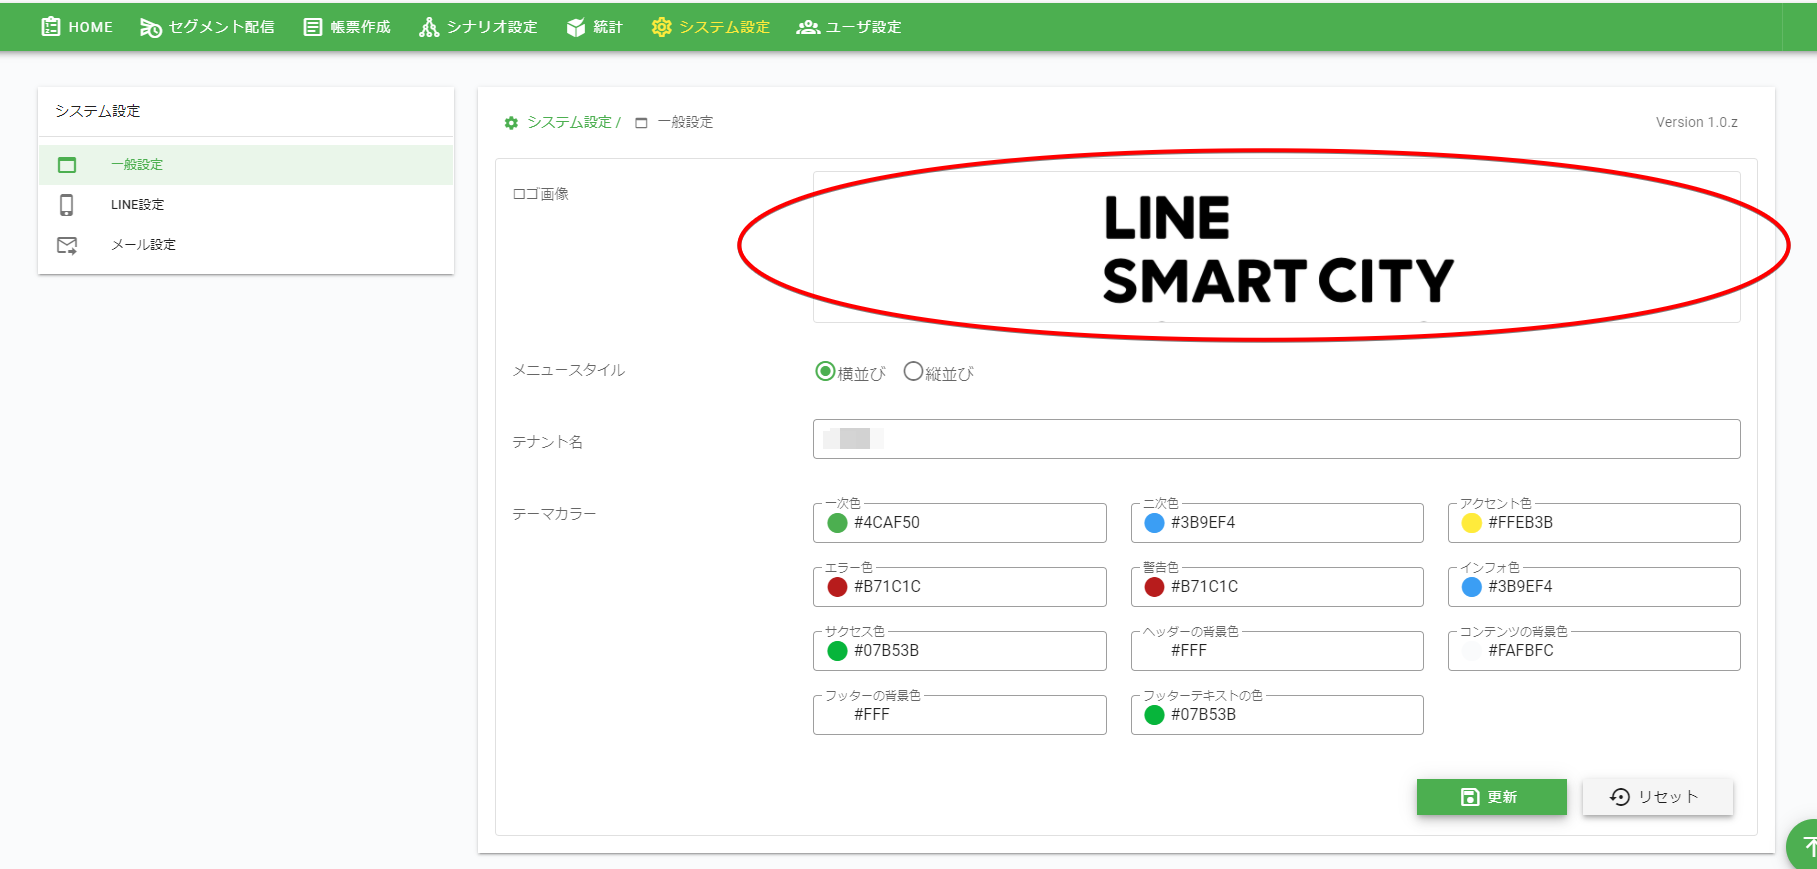 HOME セグメント配信 帳票作成 シナリオ設定 統計 システム設定 ユーザ設定
システム設定
一般設定
LINE設定
メール設定
システム設定 / 一般設定
Version 1.0.z
ロゴ画像
LINE
SMART CITY
メニュースタイル
横並び 縦並び
テナント名
テーマカラー
一次色 二次色 アクセント色
#4CAF50 #3B9EF4 #FFEB3B
エラー色 警告色 インフォ色
#B71C1C #B71C1C #3B9EF4
サクセス色 ヘッダーの背景色 コンテンツの背景色
#07B53B #FFF #FAFBFC
フッターの背景色 フッターテキストの色
#FFF #07B53B
更新 リセット